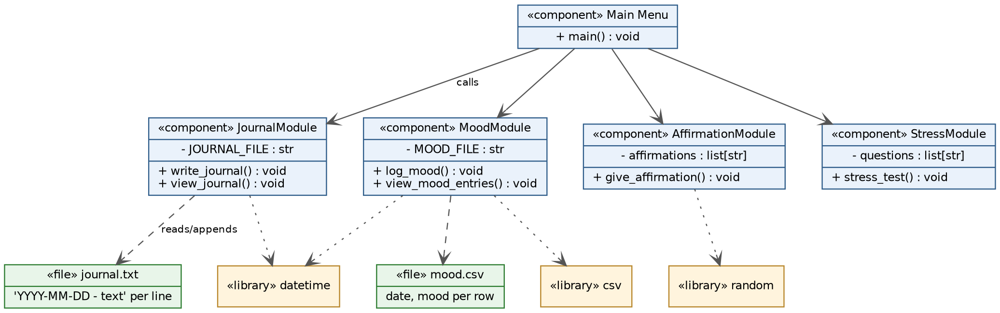 «component» Main Menu
+ main() : void
calls
«component» JournalModule
- JOURNAL_FILE : str
+ write_journal() : void
+ view_journal() : void
«component» MoodModule
- MOOD_FILE : str
+ log_mood() : void
+ view_mood_entries() : void
«component» AffirmationModule
- affirmations : list[str]
+ give_affirmation() : void
«component» StressModule
- questions : list[str]
+ stress_test() : void
reads/appends
«file» journal.txt
'YYYY-MM-DD - text' per line
«library» datetime
«file» mood.csv
date, mood per row
«library» csv
«library» random